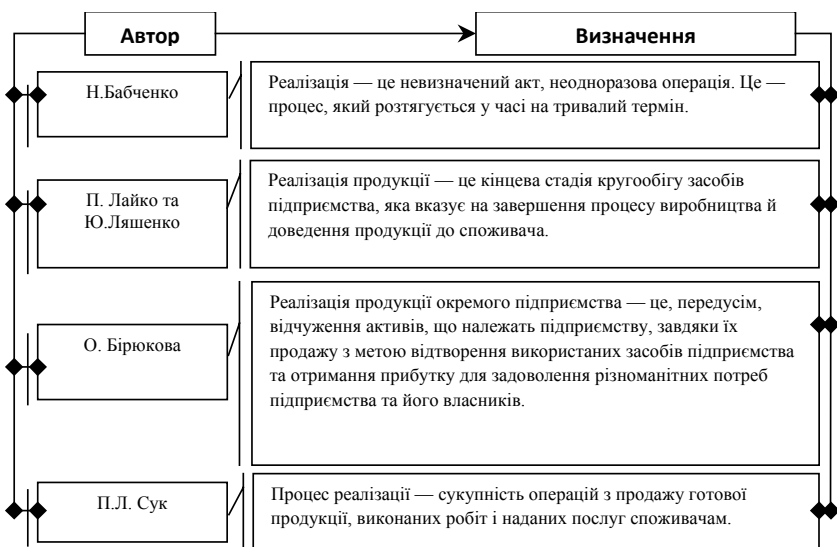 Автор
Визначення
Н.Бабченко
Реалізація — це невизначений акт, неодноразова операція. Це —
процес, який розтягується у часі на тривалий термін.
П. Лайко та
Ю.Ляшенко
Реалізація продукції — це кінцева стадія кругообігу засобів
підприємства, яка вказує на завершення процесу виробництва й
доведення продукції до споживача.
О. Бірюкова
Реалізація продукції окремого підприємства — це, передусім,
відчуження активів, що належать підприємству, завдяки їх
продажу з метою відтворення використаних засобів підприємства
та отримання прибутку для задоволення різноманітних потреб
підприємства та його власників.
П.Л. Сук
Процес реалізації — сукупність операцій з продажу готової
продукції, виконаних робіт і наданих послуг споживачам.